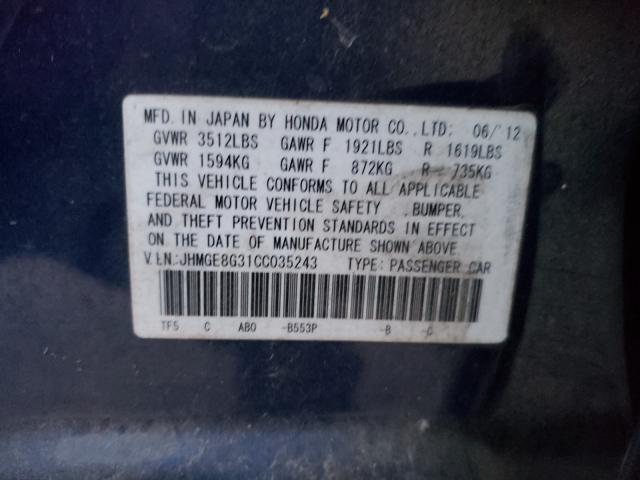 MFD. IN JAPAN BY HONDA MOTOR CO., LTD: 06/'12
GVWR 3512LBS GAWR F 1921LBS R 1619LBS
GVWR 1594KG GAWR F 872KG R 735KG
THIS VEHICLE CONFORMS TO ALL APPLICABLE
FEDERAL MOTOR VEHICLE SAFETY ,BUMPER,
AND THEFT PREVENTION STANDARDS IN EFFECT
ON THE DATE OF MANUFACTURE SHOWN ABOVE.
V.I.N.:JHMGE8G31CC035243 TYPE: PASSENGER CAR
TF5 C AB0 -B553P -B -C